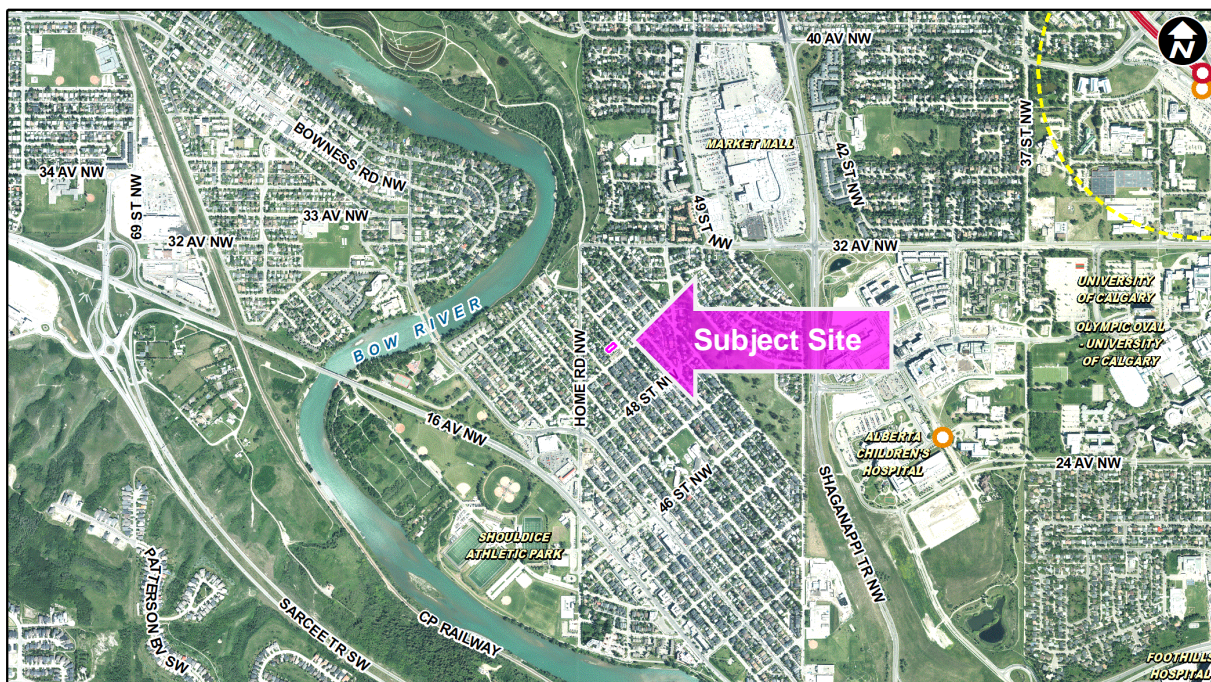 40 AV NW
N
BOWNESS RD NW
MARKET MALL
42 ST NW
37 ST NW
34 AV NW
69 ST NW
33 AV NW
49 ST NW
32 AV NW
32 AV NW
UNIVERSITY
OF CALGARY
BOW RIVER
Subject Site
OLYMPIC OVAL
- UNIVERSITY
OF CALGARY
HOME RD NW
48 ST N
16 AV NW
ALBERTA
CHILDREN'S
HOSPITAL
24 AV NW
46 ST NW
SHAGANAPPI TR NW
SHOULDICE
ATHLETIC PARK
PATTERSON BV SW
SARCEE TR SW
CP RAILWAY
FOOTHILLS
HOSPITAL